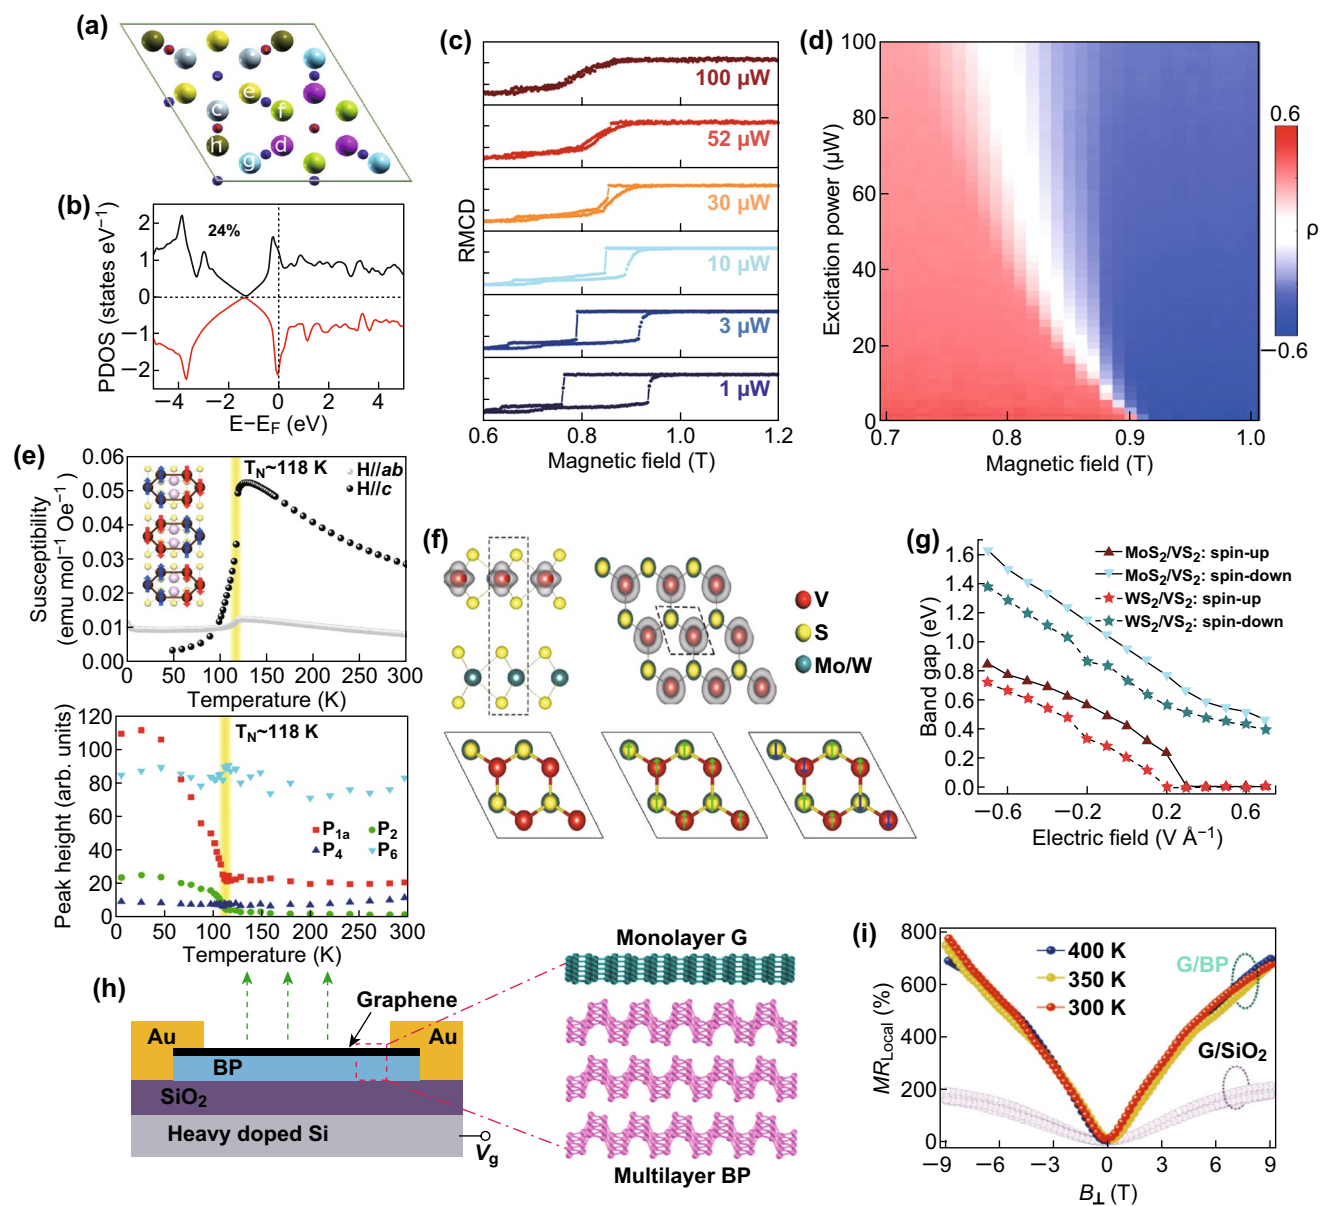 (a)
c
e
f
h
g
d
(b)
PDOS (states eV⁻¹)
2
1
0
−1
−2
24%
−4 −2 0 2 4
E−E_F (eV)
(c)
RMCD
100 µW
52 µW
30 µW
10 µW
3 µW
1 µW
0.6 0.8 1.0 1.2
Magnetic field (T)
(d)
Excitation power (µW)
100
80
60
40
20
0
0.7 0.8 0.9 1.0
Magnetic field (T)
0.6
ρ
−0.6
(e)
Susceptibility
(emu mol⁻¹ Oe⁻¹)
0.06
0.05
0.04
0.03
0.02
0.01
0.00
T_N~118 K
H//ab
H//c
0 50 100 150 200 250 300
Temperature (K)
Peak height (arb. units)
120
100
80
60
40
20
0
T_N~118 K
P_1a P_2
P_4 P_6
0 50 100 150 200 250 300
Temperature (K)
(f)
V
S
Mo/W
(g)
Band gap (eV)
1.6
1.4
1.2
1.0
0.8
0.6
0.4
0.2
0.0
MoS₂/VS₂: spin-up
MoS₂/VS₂: spin-down
WS₂/VS₂: spin-up
WS₂/VS₂: spin-down
−0.6 −0.2 0.2 0.6
Electric field (V Å⁻¹)
(h)
Graphene
Au
Au
BP
SiO₂
Heavy doped Si
V_g
Monolayer G
Multilayer BP
(i)
MR_Local (%)
800
600
400
200
0
400 K
350 K
300 K
G/BP
G/SiO₂
−9 −6 −3 0 3 6 9
B_⊥ (T)